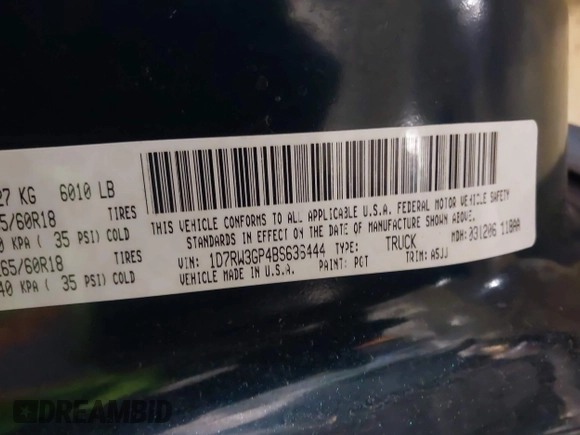 27 KG 6010 LB
5/60R18 TIRES
0 KPA ( 35 PSI) COLD
65/60R18 TIRES
40 KPA ( 35 PSI) COLD
THIS VEHICLE CONFORMS TO ALL APPLICABLE U.S.A. FEDERAL MOTOR VEHICLE SAFETY
STANDARDS IN EFFECT ON THE DATE OF MANUFACTURE SHOWN ABOVE.
MDH: 031206 118AA
VIN: 1D7RW3GP4BS636444 TYPE: TRUCK
VEHICLE MADE IN U.S.A. PAINT: PGT TRIM: A5JJ
DREAMBID